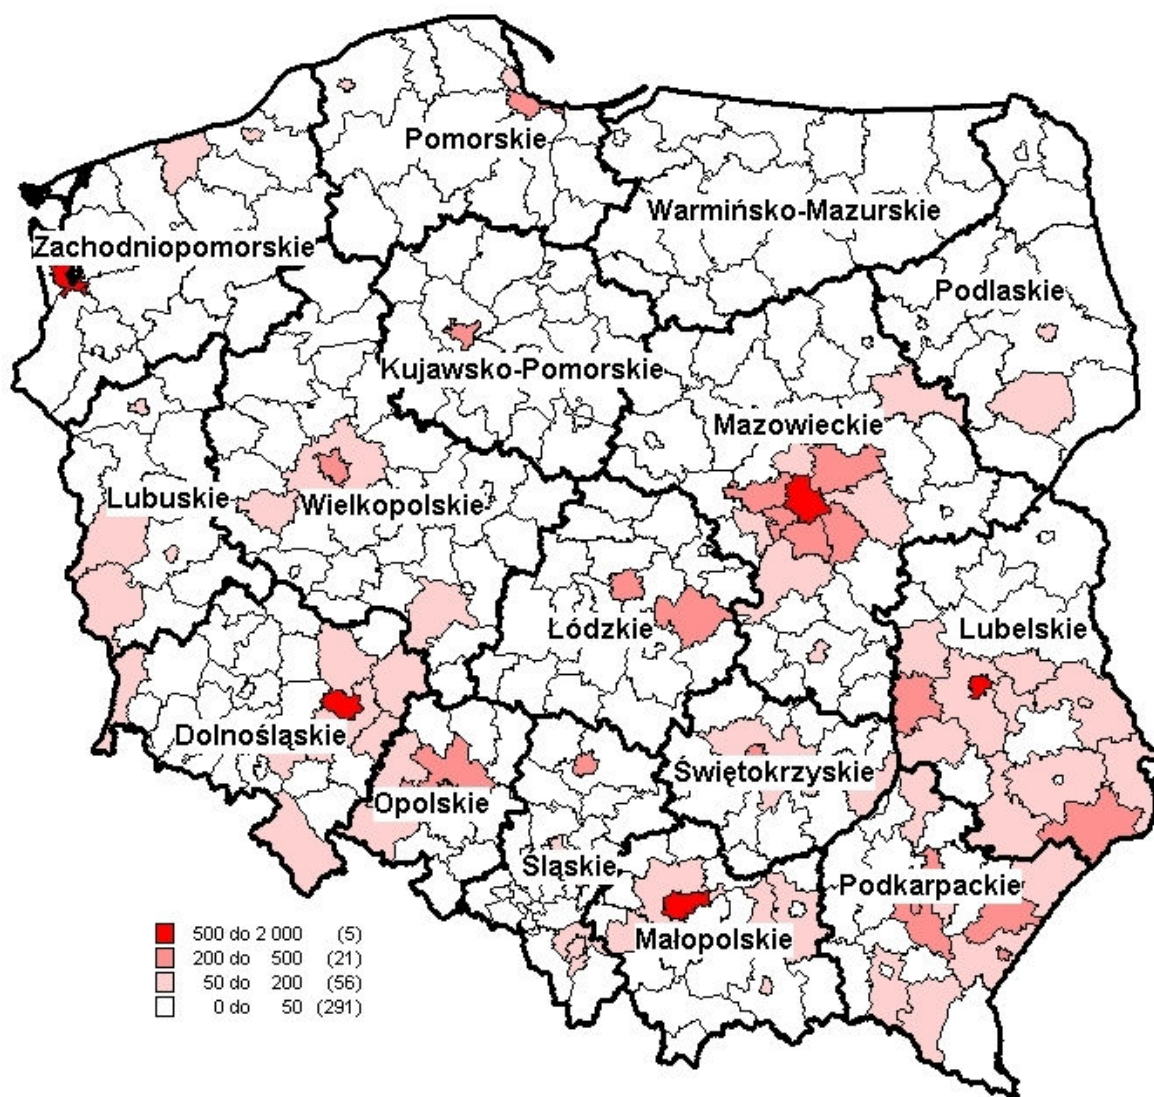 Pomorskie
Warmińsko-Mazurskie
Zachodniopomorskie
Podlaskie
Kujawsko-Pomorskie
Mazowieckie
Lubuskie
Wielkopolskie
Łódzkie
Lubelskie
Dolnośląskie
Świętokrzyskie
Opolskie
Śląskie
Podkarpackie
Małopolskie
500 do 2 000 (5)
200 do 500 (21)
50 do 200 (56)
0 do 50 (291)